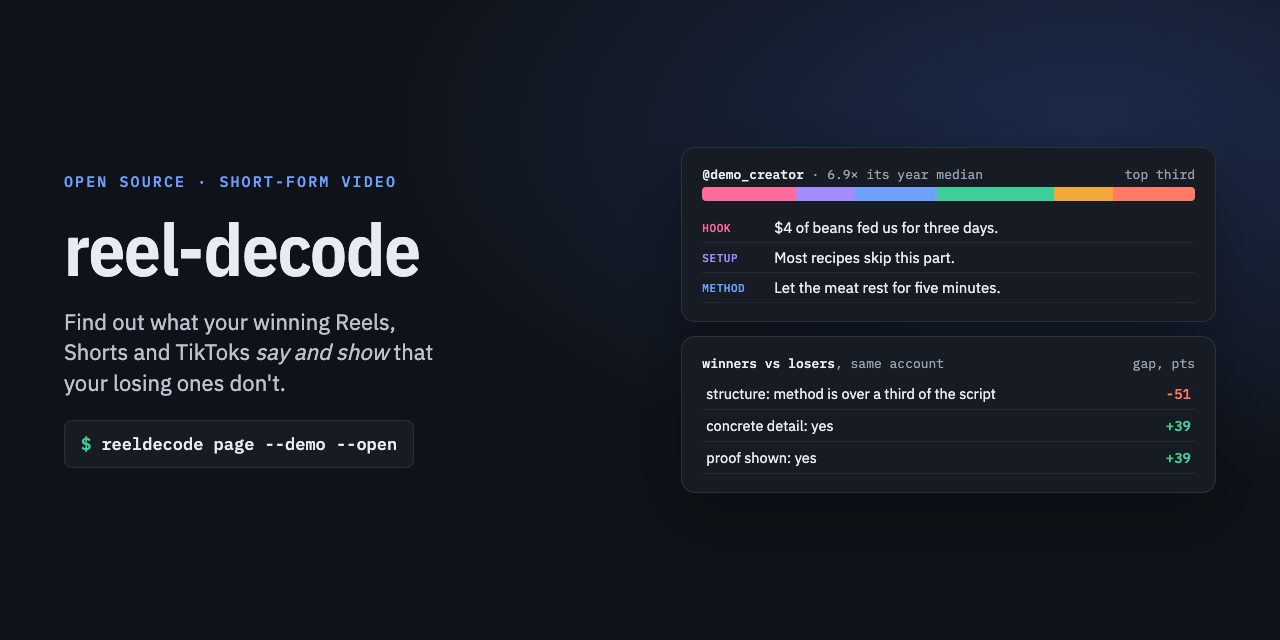 OPEN SOURCE · SHORT-FORM VIDEO
reel-decode
Find out what your winning Reels,
Shorts and TikToks say and show that
your losing ones don't.
$ reeldecode page --demo --open
@demo_creator · 6.9× its year median top third
HOOK $4 of beans fed us for three days.
SETUP Most recipes skip this part.
METHOD Let the meat rest for five minutes.
winners vs losers, same account gap, pts
structure: method is over a third of the script -51
concrete detail: yes +39
proof shown: yes +39